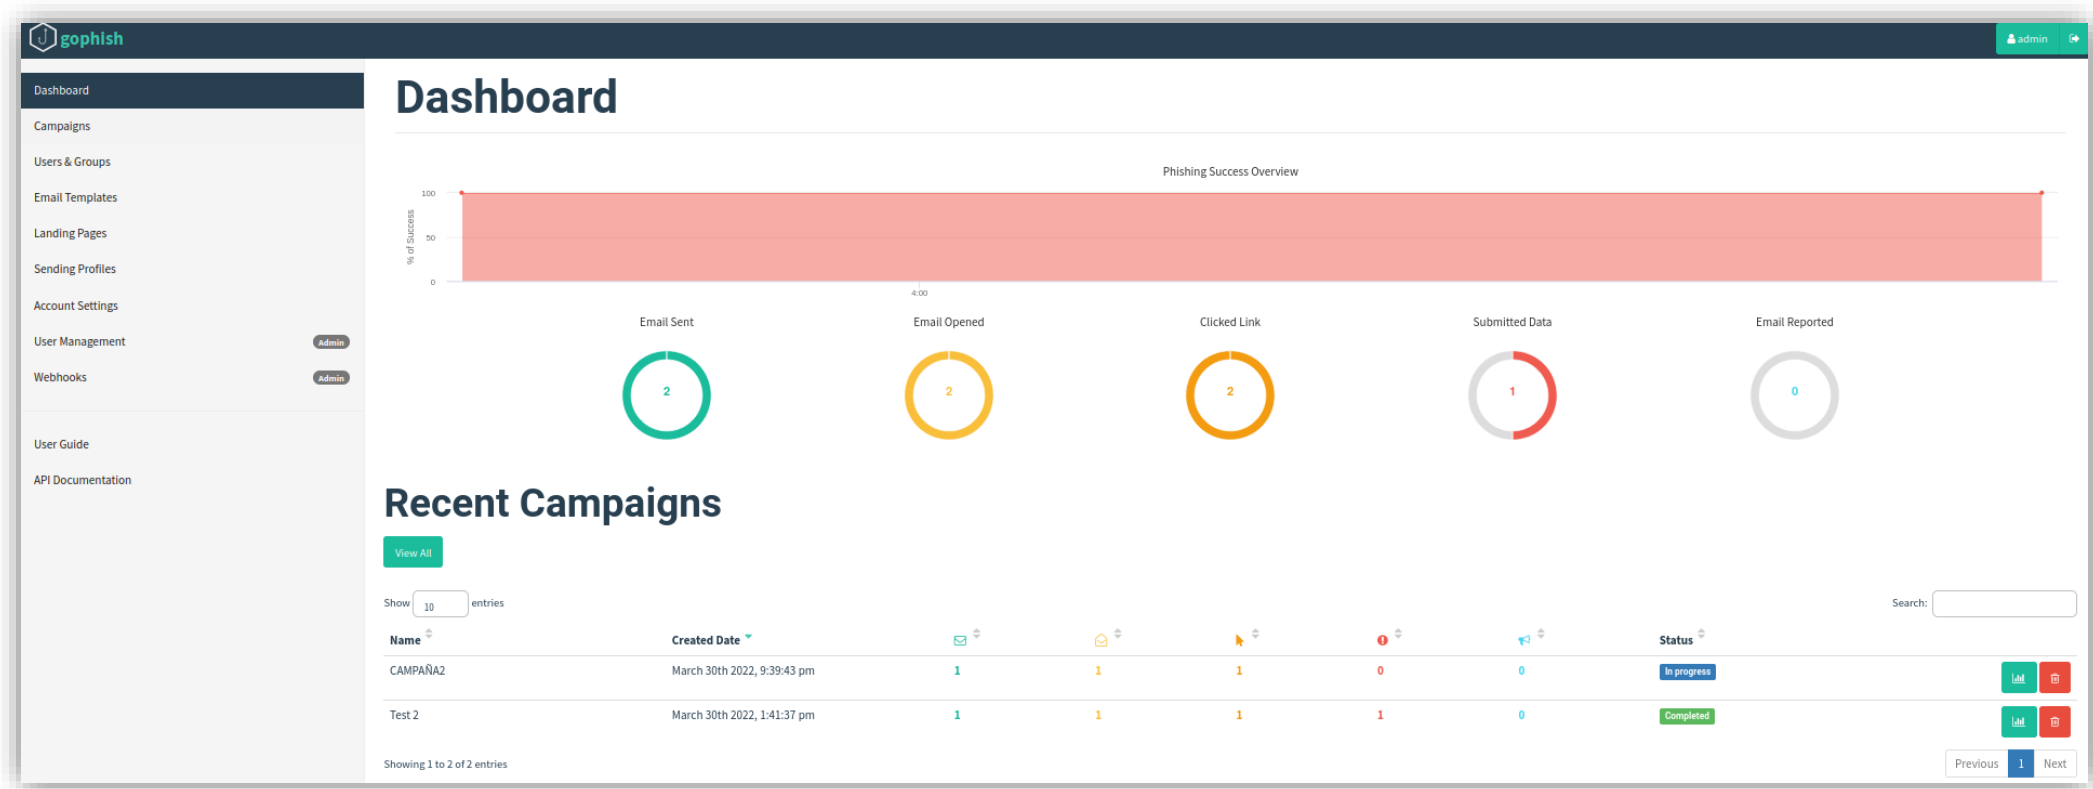 gophish
admin
Dashboard
Campaigns
Users & Groups
Email Templates
Landing Pages
Sending Profiles
Account Settings
User Management Admin
Webhooks Admin
User Guide
API Documentation
Dashboard
Phishing Success Overview
% of Success
100
50
0
4:00
Email Sent Email Opened Clicked Link Submitted Data Email Reported
2 2 2 1 0
Recent Campaigns
View All
Show 10 entries Search:
Name Created Date Status
CAMPAÑA2 March 30th 2022, 9:39:43 pm 1 1 1 0 0 In progress
Test 2 March 30th 2022, 1:41:37 pm 1 1 1 1 0 Completed
Showing 1 to 2 of 2 entries Previous 1 Next